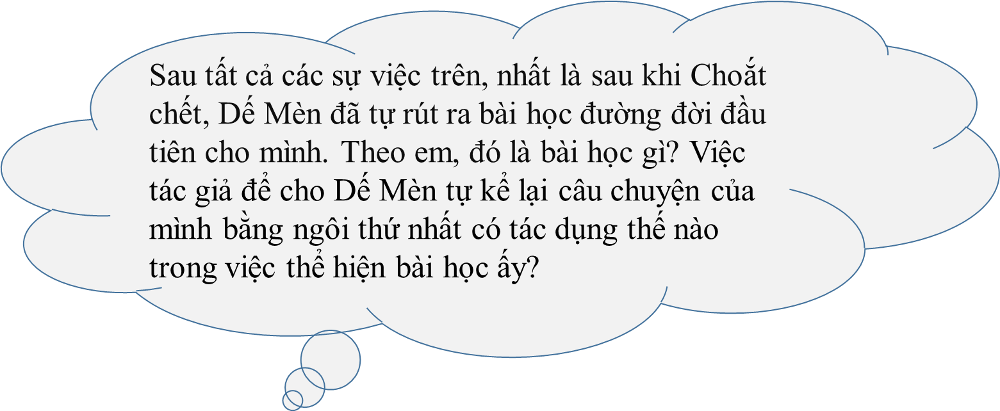 Sau tất cả các sự việc trên, nhất là sau khi Choắt
chết, Dế Mèn đã tự rút ra bài học đường đời đầu
tiên cho mình. Theo em, đó là bài học gì? Việc
tác giả để cho Dế Mèn tự kể lại câu chuyện của
mình bằng ngôi thứ nhất có tác dụng thế nào
trong việc thể hiện bài học ấy?